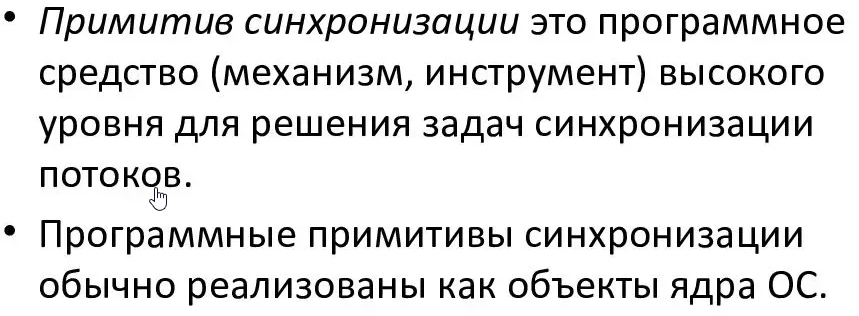 • Примитив синхронизации это программное
средство (механизм, инструмент) высокого
уровня для решения задач синхронизации
потоков.
• Программные примитивы синхронизации
обычно реализованы как объекты ядра ОС.